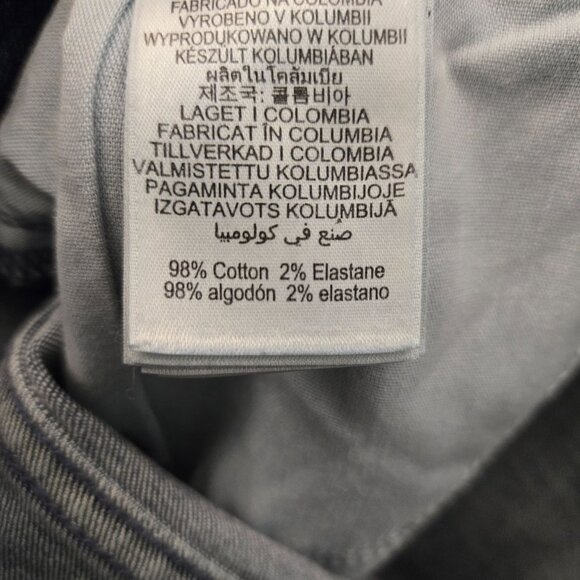 FABRICADO NA COLÔMBIA
VYROBENO V KOLUMBII
WYPRODUKOWANO W KOLUMBII
KÉSZÜLT KOLUMBIÁBAN
ผลิตในโคลัมเบีย
제조국: 콜롬비아
LAGET I COLOMBIA
FABRICAT ÎN COLUMBIA
TILLVERKAD I COLOMBIA
VALMISTETTU KOLUMBIASSA
PAGAMINTA KOLUMBIJOJE
IZGATAVOTS KOLUMBIJĀ
صُنع في كولومبيا
98% Cotton 2% Elastane
98% algodón 2% elastano